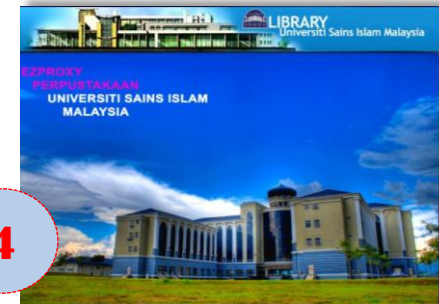 LIBRARY
Universiti Sains Islam Malaysia
EZPROXY
PERPUSTAKAAN
UNIVERSITI SAINS ISLAM
MALAYSIA
4